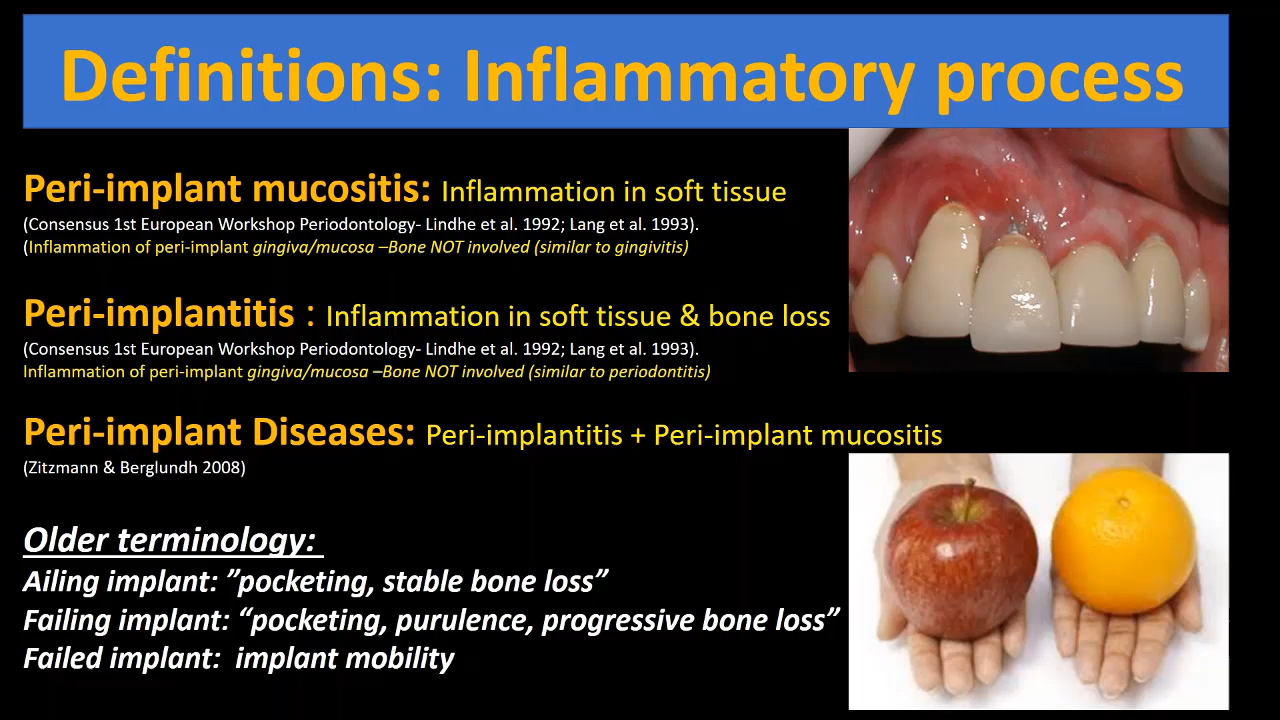 Definitions: Inflammatory process
Peri-implant mucositis: Inflammation in soft tissue
(Consensus 1st European Workshop Periodontology- Lindhe et al. 1992; Lang et al. 1993).
(Inflammation of peri-implant gingiva/mucosa –Bone NOT involved (similar to gingivitis)
Peri-implantitis : Inflammation in soft tissue & bone loss
(Consensus 1st European Workshop Periodontology- Lindhe et al. 1992; Lang et al. 1993).
Inflammation of peri-implant gingiva/mucosa –Bone NOT involved (similar to periodontitis)
Peri-implant Diseases: Peri-implantitis + Peri-implant mucositis
(Zitzmann & Berglundh 2008)
Older terminology:
Ailing implant: ”pocketing, stable bone loss”
Failing implant: “pocketing, purulence, progressive bone loss”
Failed implant: implant mobility